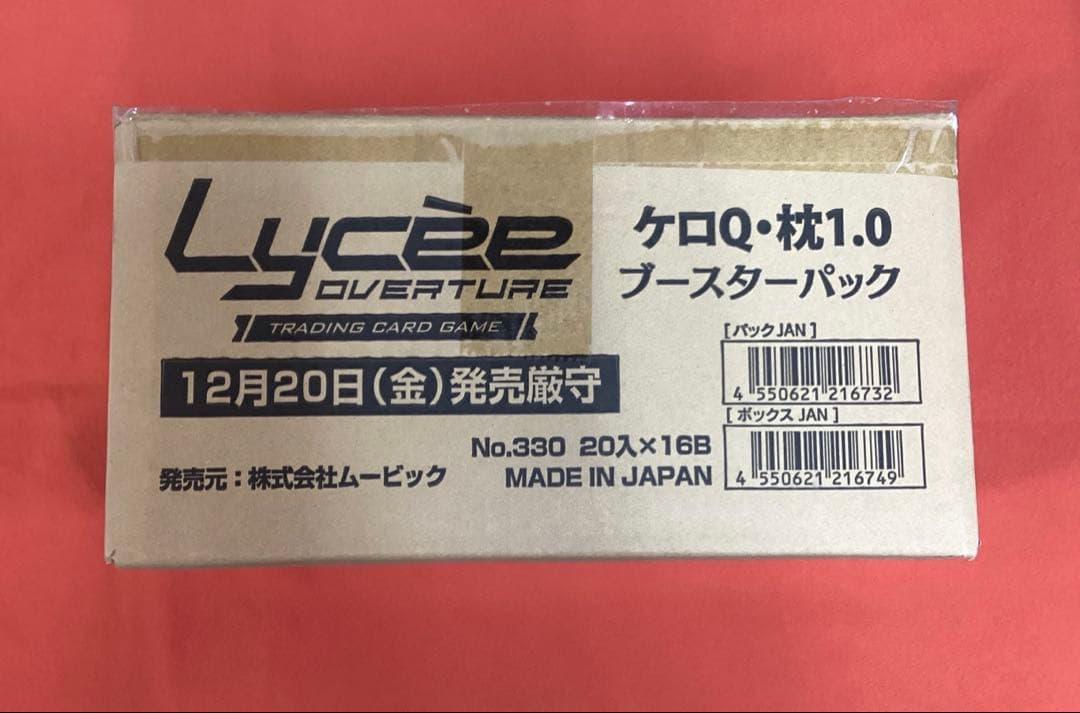 Lycèe
OVERTURE
TRADING CARD GAME
ケロQ・枕1.0
ブースターパック
12月20日(金)発売厳守
[パックJAN]
4 550621 216732
[ボックス JAN]
4 550621 216749
No.330 20入×16B
発売元:株式会社ムービック
MADE IN JAPAN